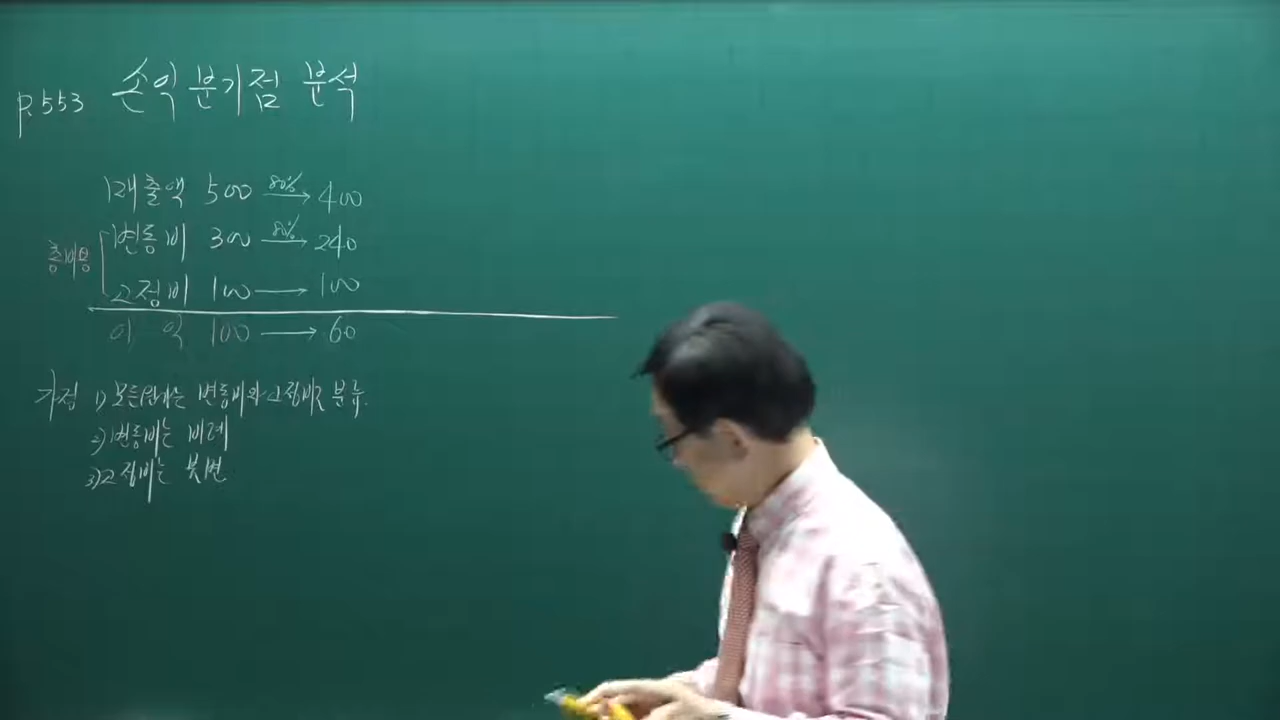 p.553 손익분기점 분석
매출액 500 80% → 400
총비용
변동비 300 80% → 240
고정비 100 → 100
이 익 100 → 60
가정 1) 모든원가는 변동비와 고정비로 분류.
2) 변동비는 비례
3) 고정비는 불변